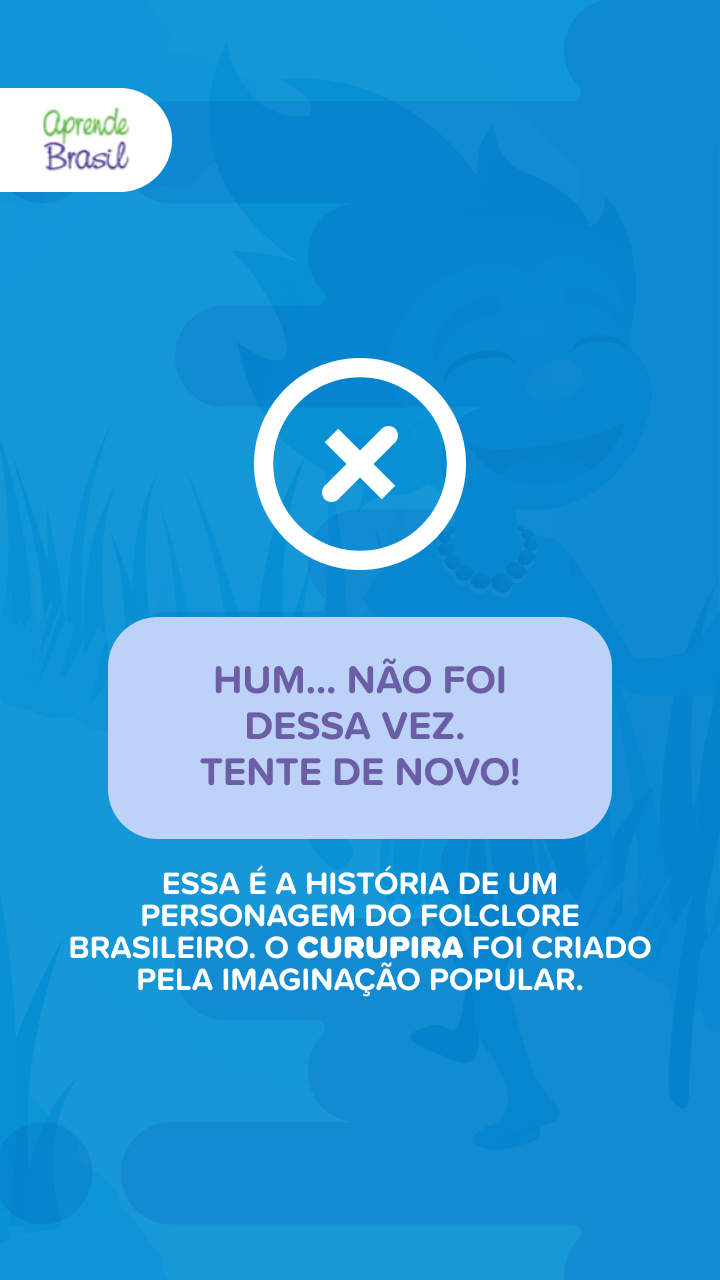 aprende
Brasil
HUM... NÃO FOI
DESSA VEZ.
TENTE DE NOVO!
ESSA É A HISTÓRIA DE UM
PERSONAGEM DO FOLCLORE
BRASILEIRO. O CURUPIRA FOI CRIADO
PELA IMAGINAÇÃO POPULAR.